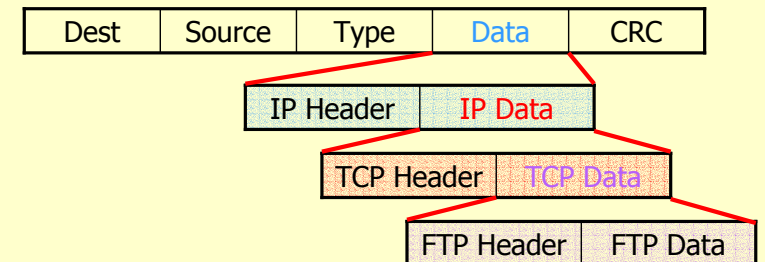 Dest Source Type Data CRC
IP Header IP Data
TCP Header TCP Data
FTP Header FTP Data